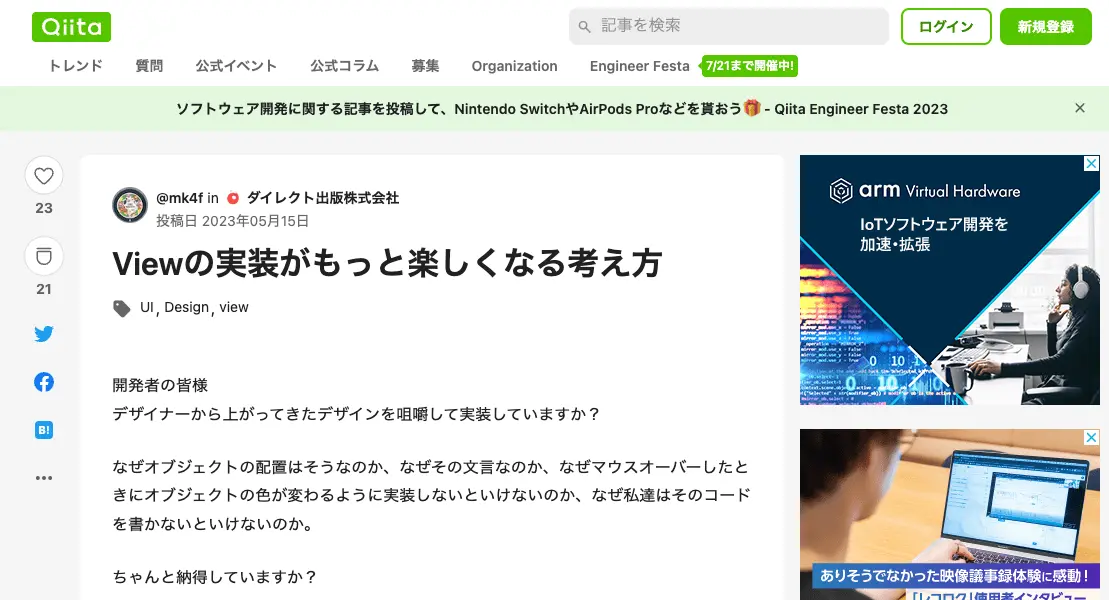 Qiita
記事を検索
ログイン
新規登録
トレンド
質問
公式イベント
公式コラム
募集
Organization
Engineer Festa
7/21まで開催中!
ソフトウェア開発に関する記事を投稿して、Nintendo SwitchやAirPods Proなどを貰おう🎁 - Qiita Engineer Festa 2023
23
21
B!
@mk4f in ダイレクト出版株式会社
投稿日 2023年05月15日
Viewの実装がもっと楽しくなる考え方
UI, Design, view
開発者の皆様
デザイナーから上がってきたデザインを咀嚼して実装していますか？
なぜオブジェクトの配置はそうなのか、なぜその文言なのか、なぜマウスオーバーしたと
きにオブジェクトの色が変わるように実装しないといけないのか、なぜ私達はそのコード
を書かないといけないのか。
ちゃんと納得していますか？
arm Virtual Hardware
IoTソフトウェア開発を
加速・拡張
ありそうでなかった映像議事録体験に感動！
「レコログ」使用者インタビュー